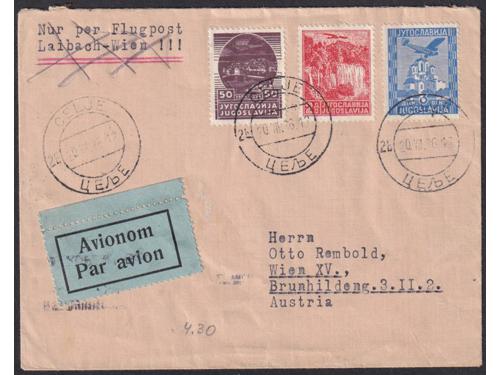 Nur per Flugpost
Laibach-Wien !!!
50 50
ЈУГОСЛАВИЈА
JUGOSLAVIJA
ЈУГОСЛАВИЈА
JUGOSLAVIJA
ЈУГОСЛАВИЈА
JUGOSLAVIJA
CELJE
ЦЕЉЕ
CELJE
ЦЕЉЕ
CELJE
ЦЕЉЕ
Avionom
Par avion
Herrn
Otto Rembold,
Wien XV.,
Brunhildeng.3.II.2.
Austria
4.30